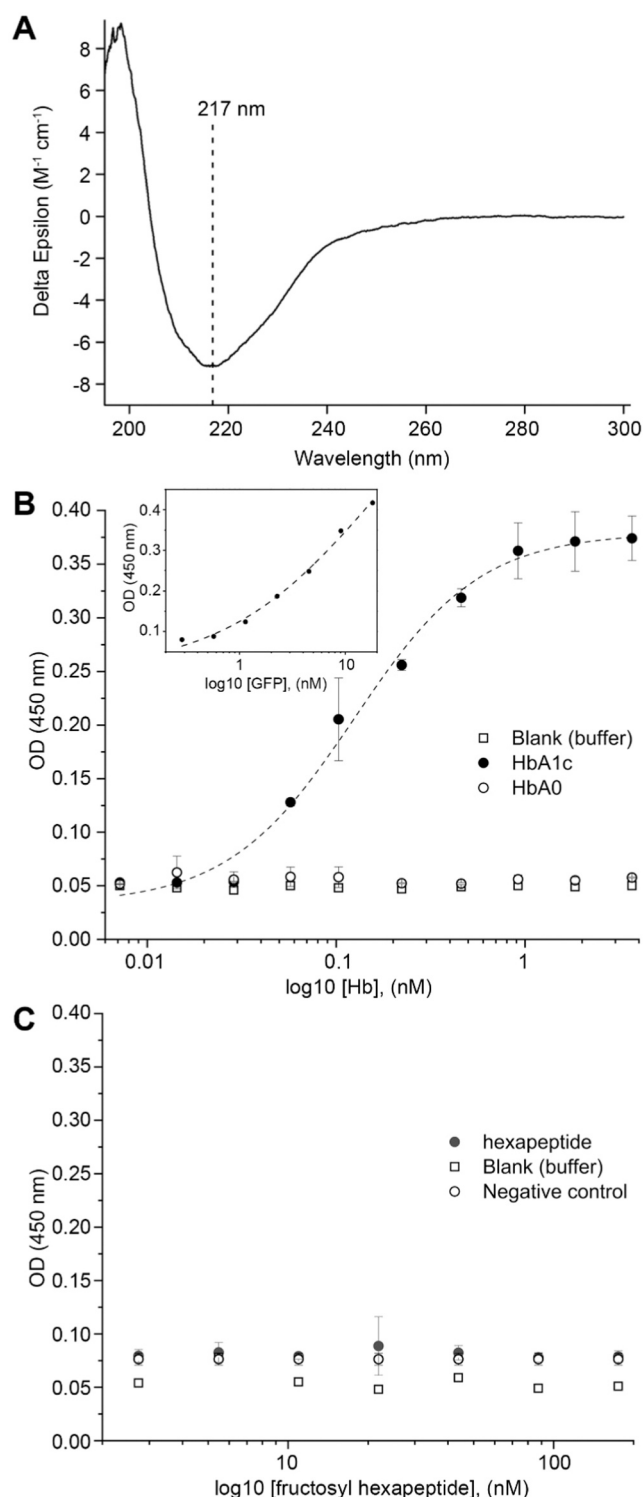 A
8
6
4
2
0
-2
-4
-6
-8
Delta Epsilon (M-1 cm-1)
217 nm
200
220
240
260
280
300
Wavelength (nm)
B
0.40
0.35
0.30
0.25
0.20
0.15
0.10
0.05
0.00
OD (450 nm)
0.4
0.3
0.2
0.1
OD (450 nm)
1
10
log10 [GFP], (nM)
Blank (buffer)
HbA1c
HbA0
0.01
0.1
1
log10 [Hb], (nM)
C
0.40
0.35
0.30
0.25
0.20
0.15
0.10
0.05
0.00
OD (450 nm)
hexapeptide
Blank (buffer)
Negative control
10
100
log10 [fructosyl hexapeptide], (nM)